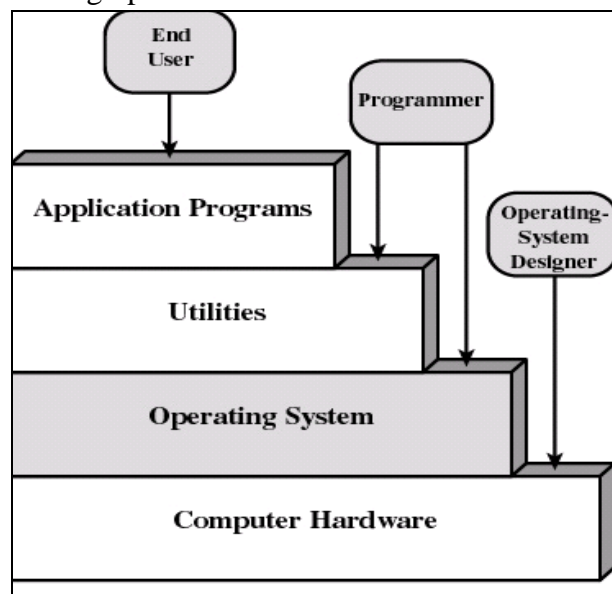 End
User
Programmer
Application Programs
Operating-
System
Designer
Utilities
Operating System
Computer Hardware